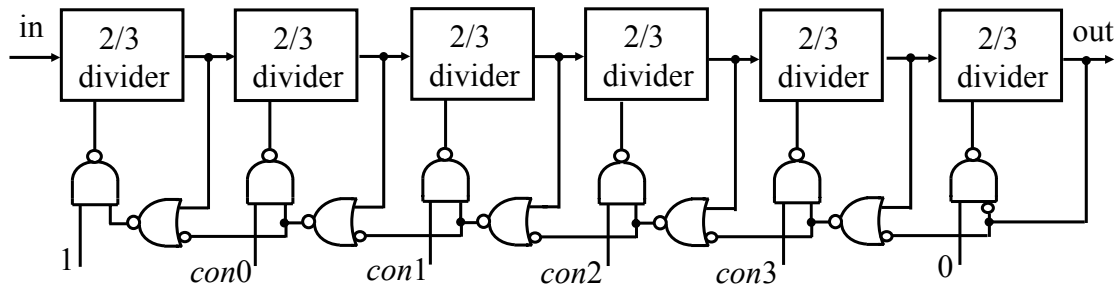 in
2/3
divider
2/3
divider
2/3
divider
2/3
divider
2/3
divider
2/3
divider
out
1
con0
con1
con2
con3
0